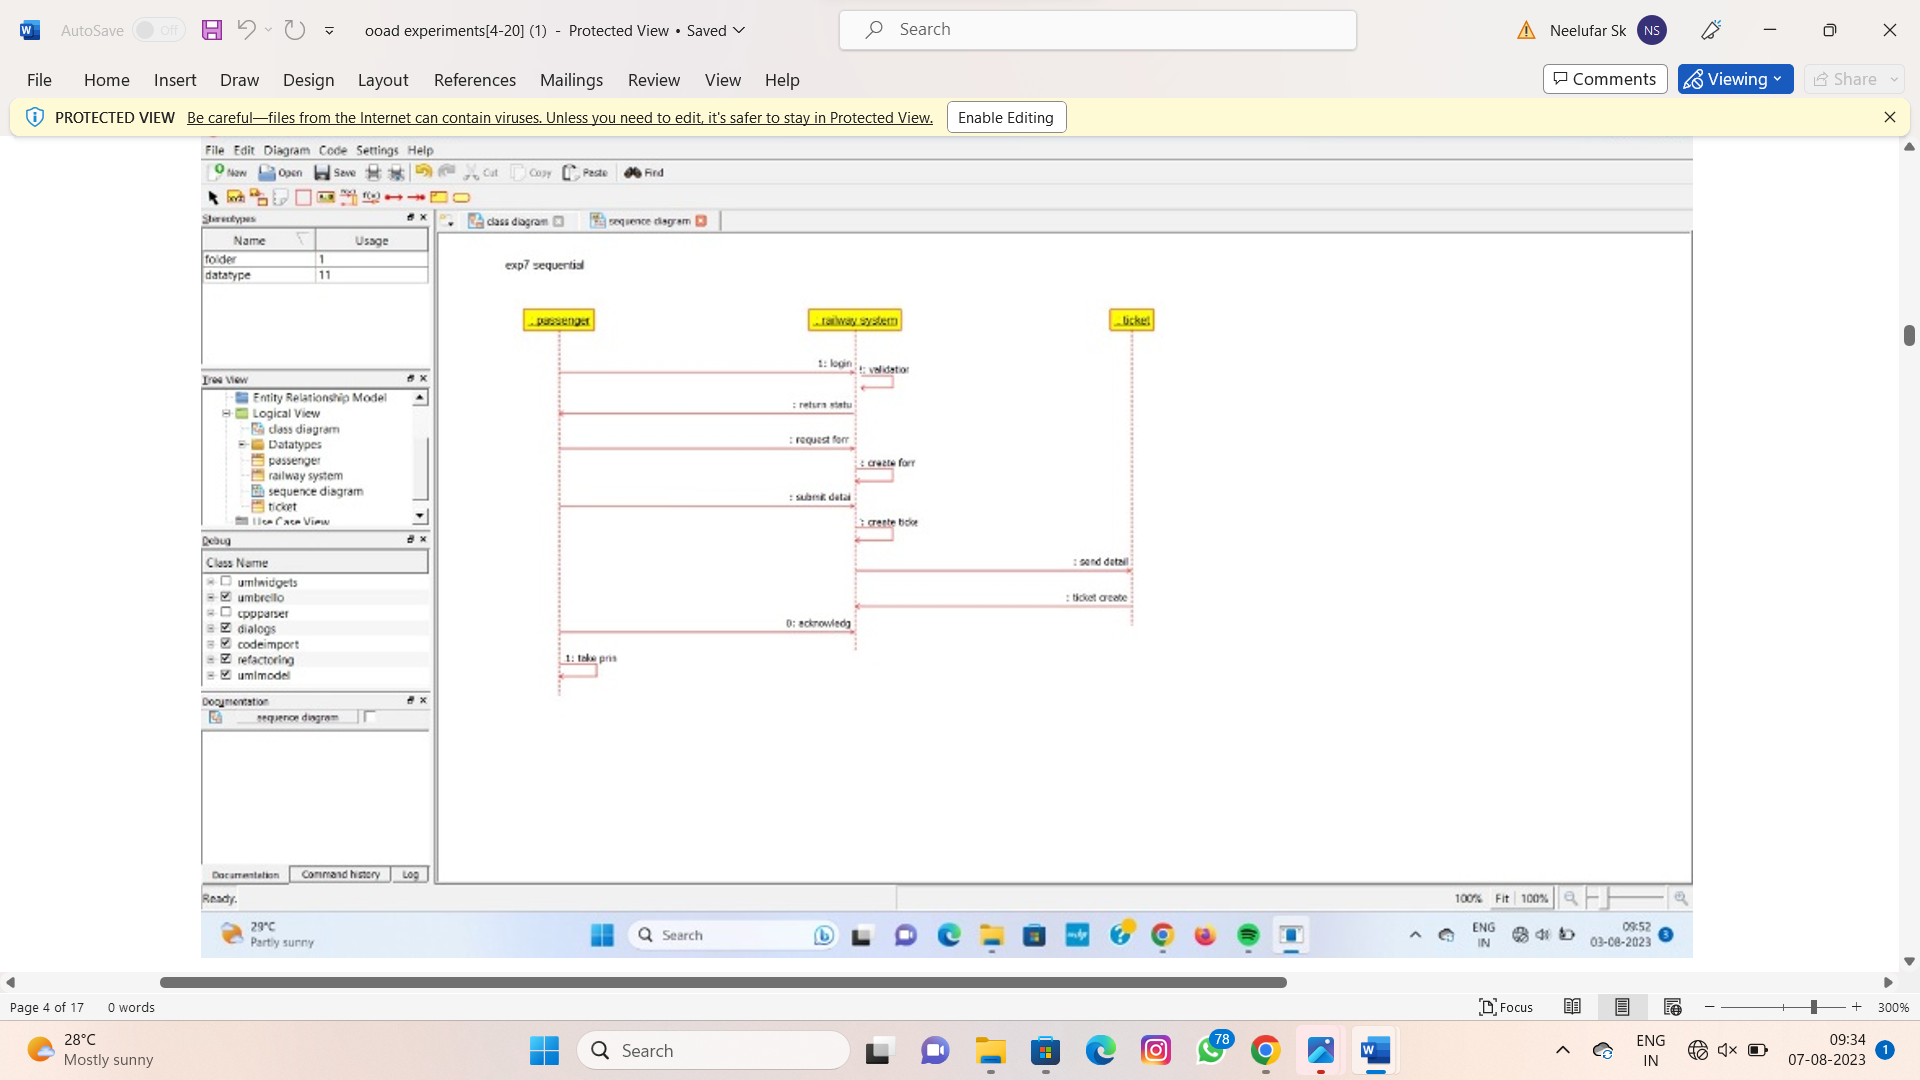 AutoSave Off ooad experiments[4-20] (1) - Protected View • Saved Search Neelufar Sk NS
File Home Insert Draw Design Layout References Mailings Review View Help Comments Viewing Share
PROTECTED VIEW Be careful—files from the Internet can contain viruses. Unless you need to edit, it's safer to stay in Protected View. Enable Editing
File Edit Diagram Code Settings Help
New Open Save Cut Copy Paste Find
Stereotypes
class diagram sequence diagram
Name Usage
folder 1
datatype 11
exp7 sequential
: passenger : railway system : ticket
1: login
: validation
: return statu
: request forr
: create forr
: submit detai
: create ticke
: send detail
: ticket create
0: acknowledg
1: take prin
Tree View
Entity Relationship Model
Logical View
class diagram
Datatypes
passenger
railway system
sequence diagram
ticket
Use Case View
Debug
Class Name
umlwidgets
umbrello
cppparser
dialogs
codeimport
refactoring
umlmodel
Documentation
sequence diagram
Documentation Command history Log
Ready. 100% Fit 100%
29°C
Partly sunny
Search
ENG
IN
09:52
03-08-2023 3
Page 4 of 17 0 words Focus 300%
28°C
Mostly sunny
Search
78
ENG
IN
09:34
07-08-2023 1